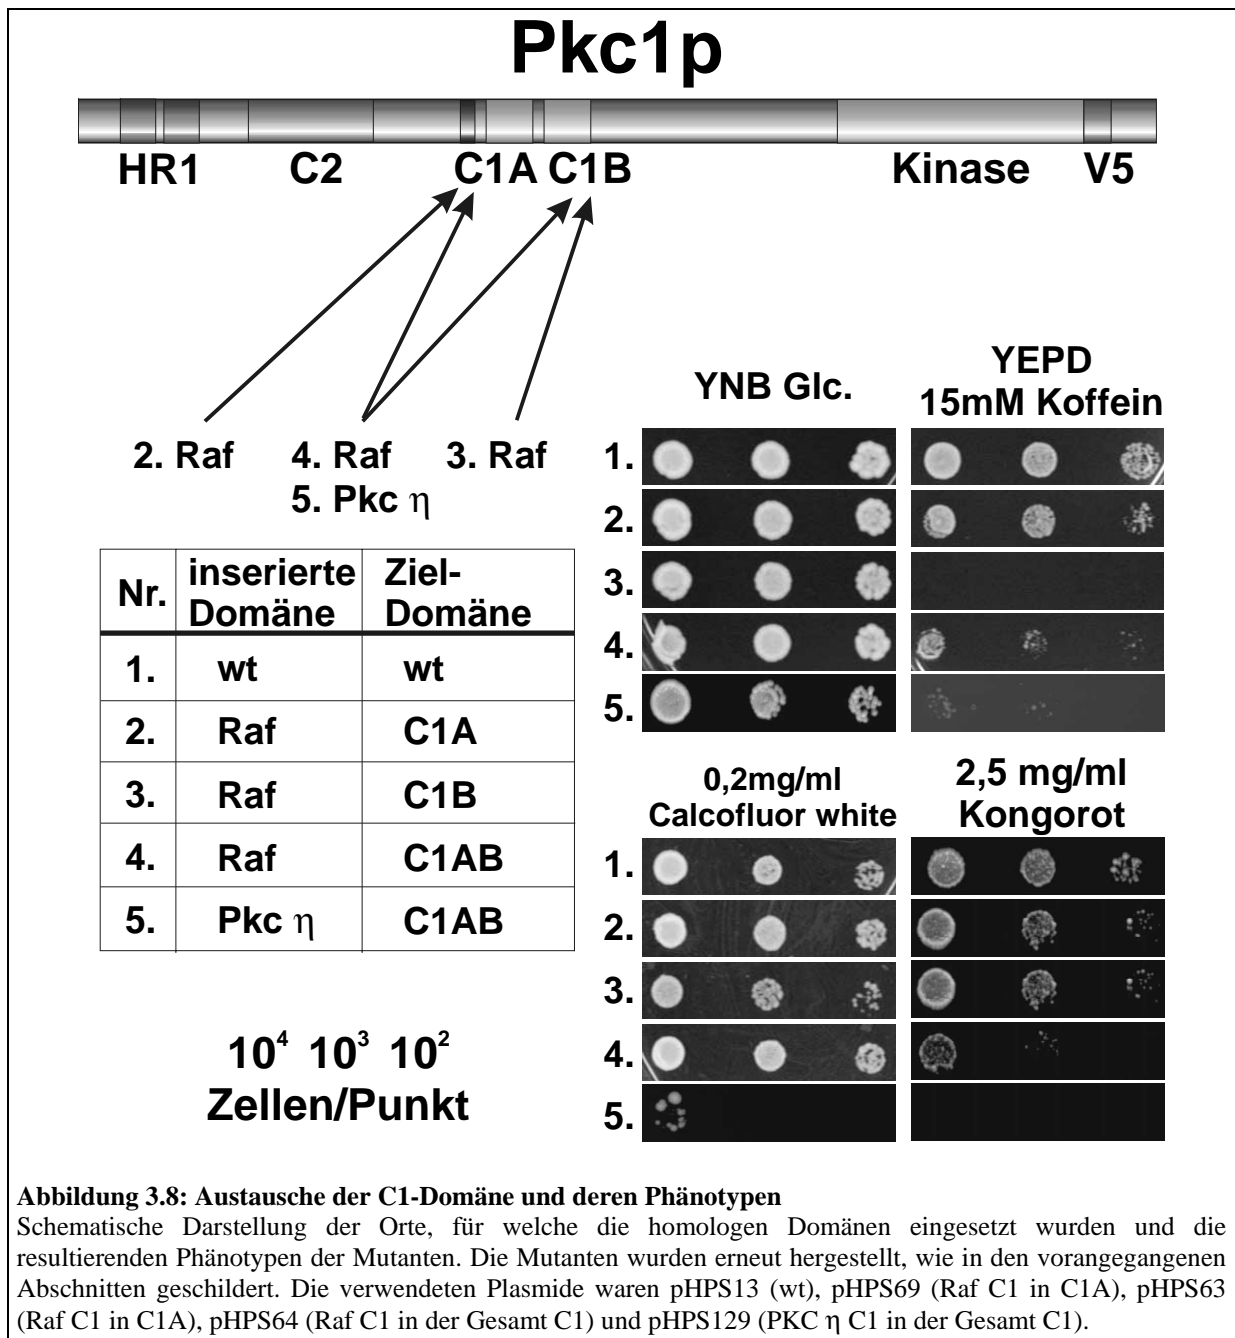 Pkc1p
HR1 C2 C1A C1B Kinase V5
2. Raf 4. Raf 3. Raf
5. Pkc η
Nr. inserierte Domäne Ziel-Domäne
1. wt wt
2. Raf C1A
3. Raf C1B
4. Raf C1AB
5. Pkc η C1AB
10⁴ 10³ 10²
Zellen/Punkt
YNB Glc.
YEPD
15mM Koffein
1.
2.
3.
4.
5.
0,2mg/ml
Calcofluor white
2,5 mg/ml
Kongorot
1.
2.
3.
4.
5.
Abbildung 3.8: Austausche der C1-Domäne und deren Phänotypen
Schematische Darstellung der Orte, für welche die homologen Domänen eingesetzt wurden und die
resultierenden Phänotypen der Mutanten. Die Mutanten wurden erneut hergestellt, wie in den vorangegangenen
Abschnitten geschildert. Die verwendeten Plasmide waren pHPS13 (wt), pHPS69 (Raf C1 in C1A), pHPS63
(Raf C1 in C1A), pHPS64 (Raf C1 in der Gesamt C1) und pHPS129 (PKC η C1 in der Gesamt C1).